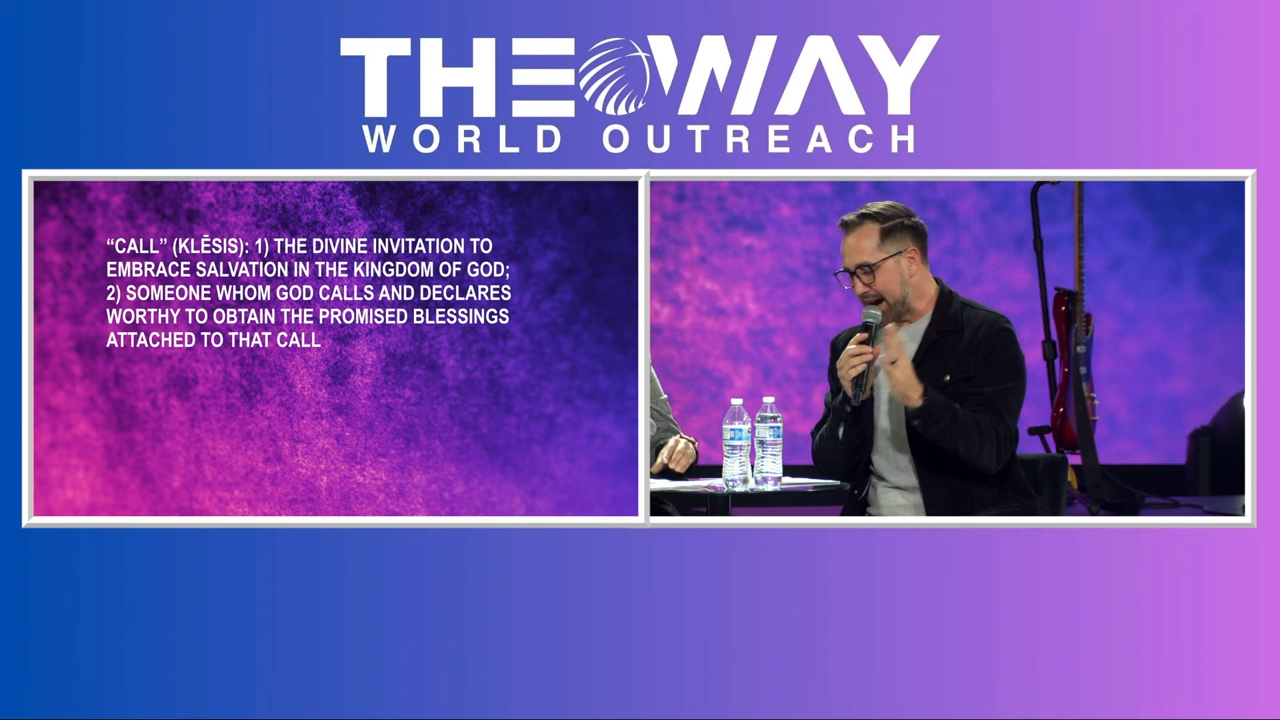 THE WAY
WORLD OUTREACH
“CALL” (KLĒSIS): 1) THE DIVINE INVITATION TO
EMBRACE SALVATION IN THE KINGDOM OF GOD;
2) SOMEONE WHOM GOD CALLS AND DECLARES
WORTHY TO OBTAIN THE PROMISED BLESSINGS
ATTACHED TO THAT CALL